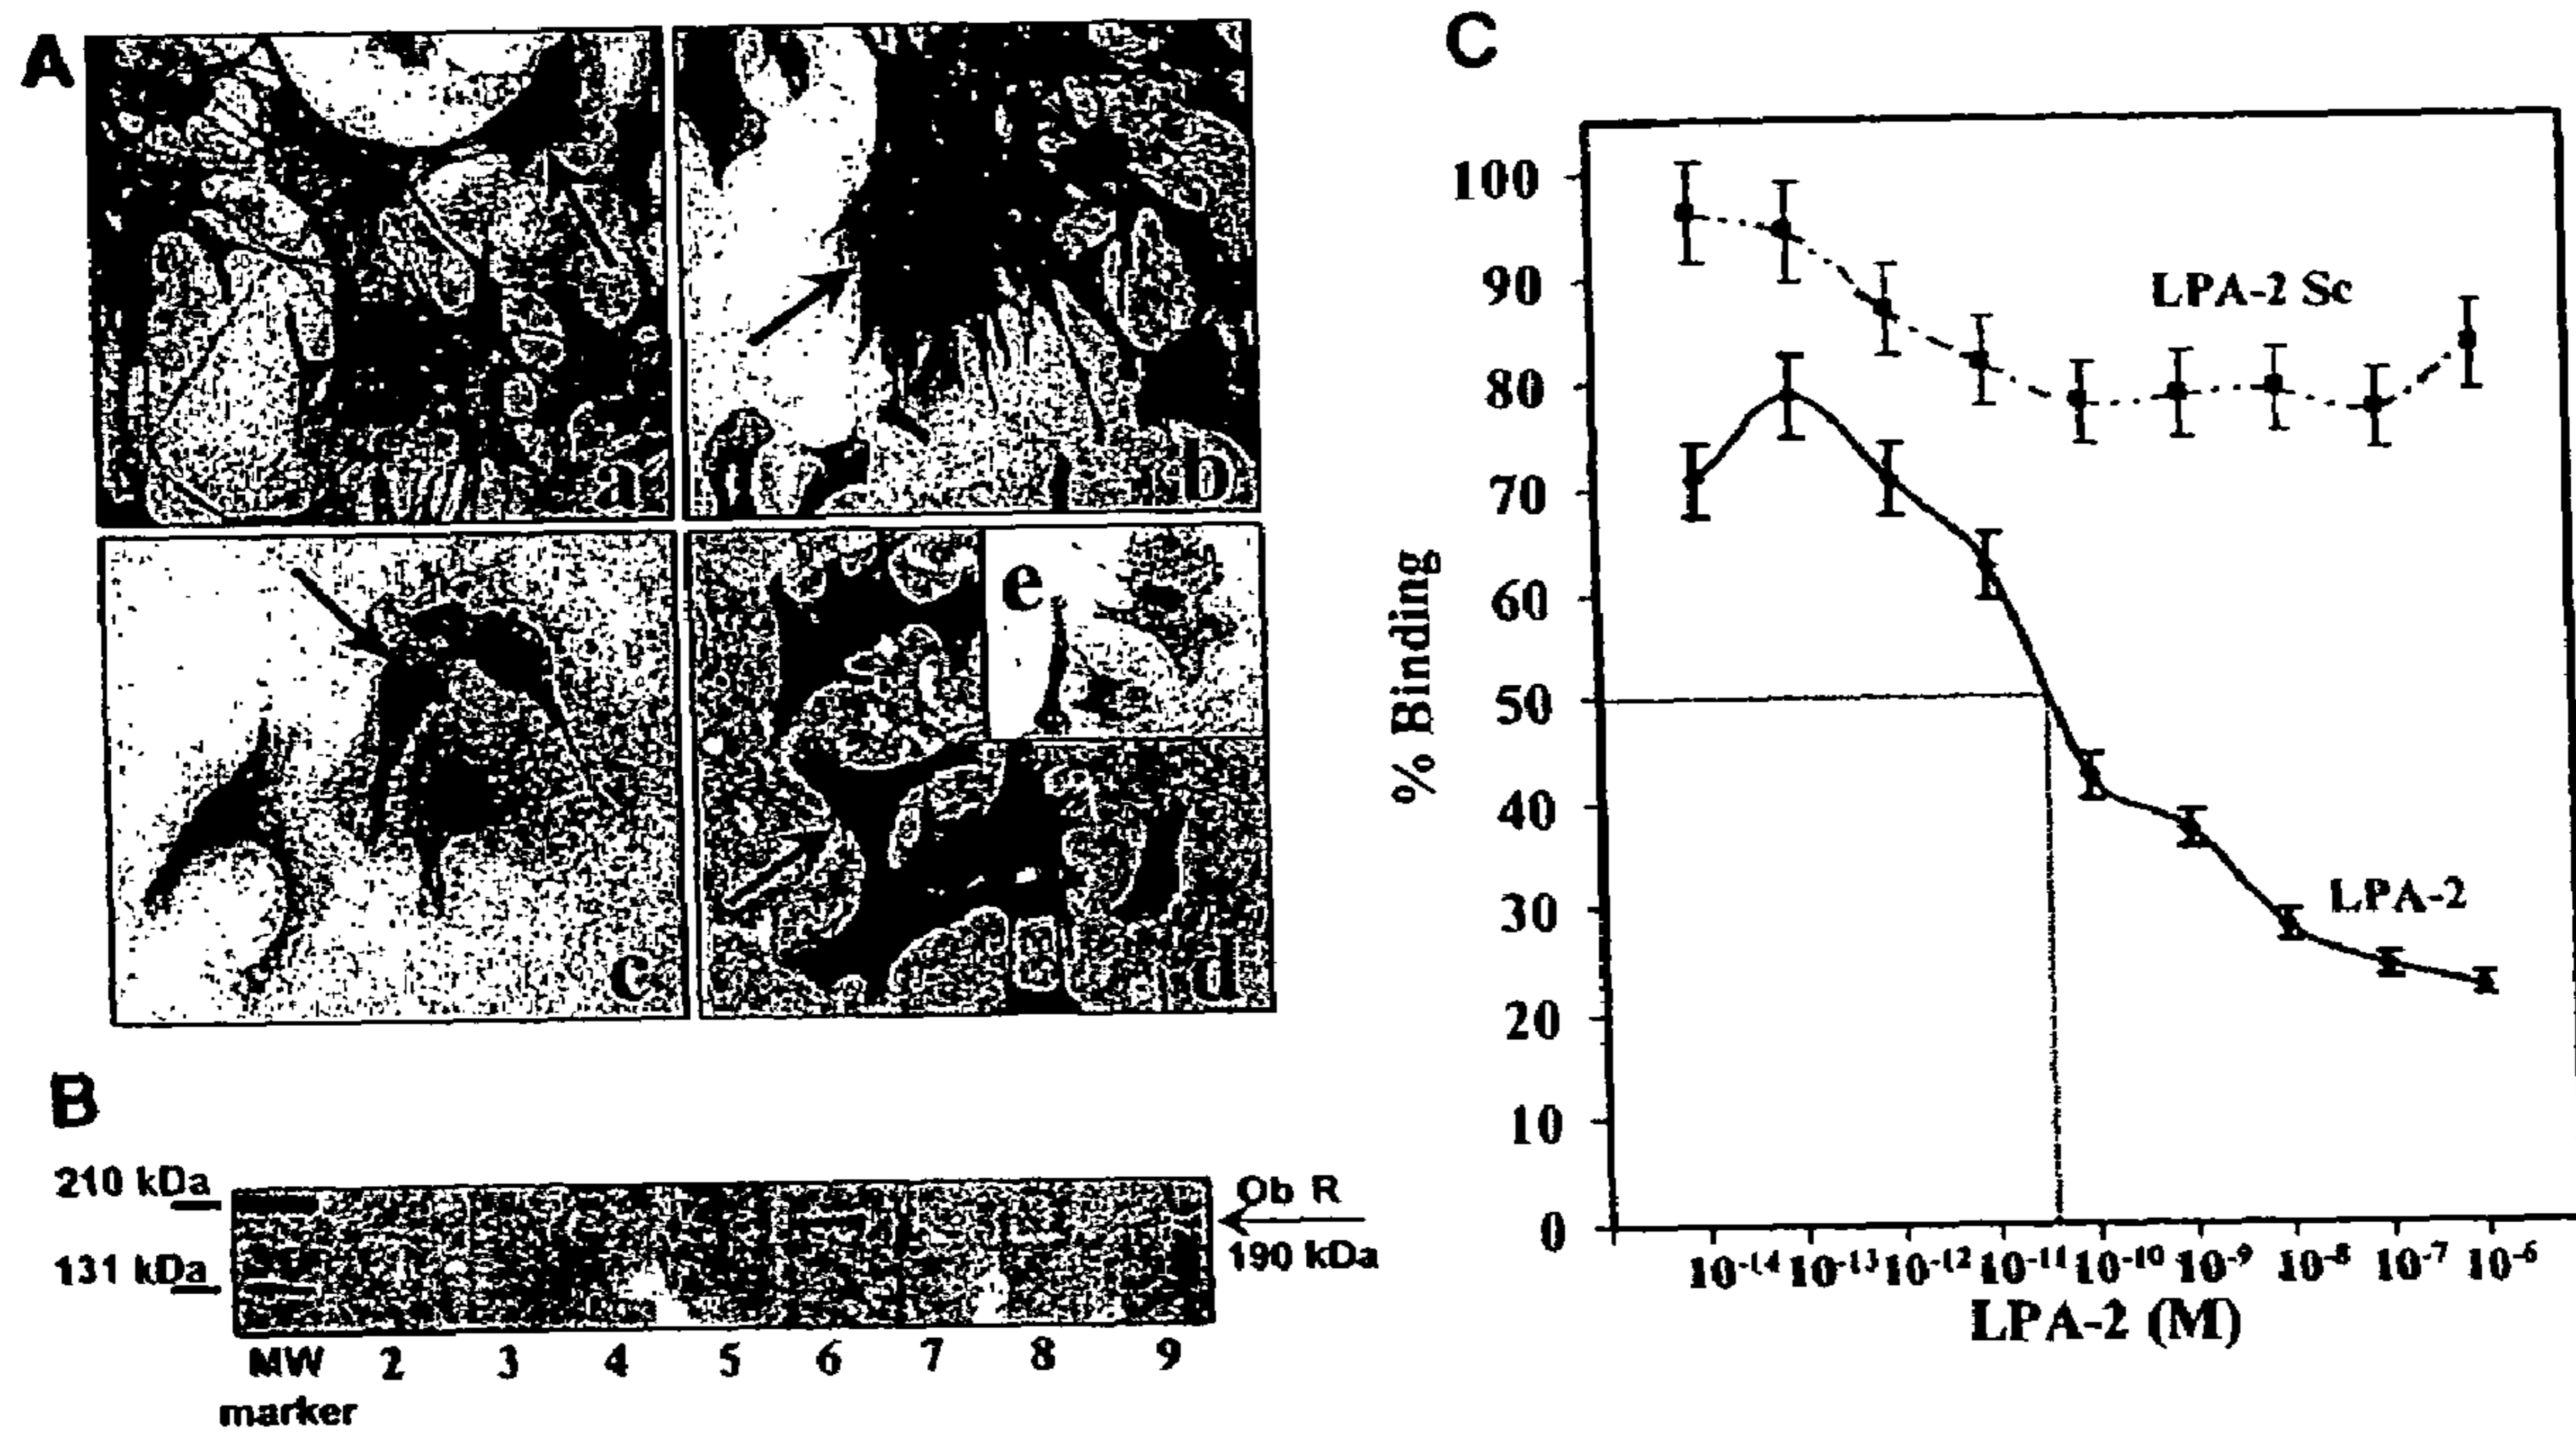 A
a
b
c
d
e
B
210 kDa
131 kDa
Ob R
190 kDa
MW 2 3 4 5 6 7 8 9
marker
C
100
90
80
70
60
50
40
30
20
10
0
% Binding
LPA-2 Sc
LPA-2
10⁻¹⁴ 10⁻¹³ 10⁻¹² 10⁻¹¹ 10⁻¹⁰ 10⁻⁹ 10⁻⁸ 10⁻⁷ 10⁻⁶
LPA-2 (M)